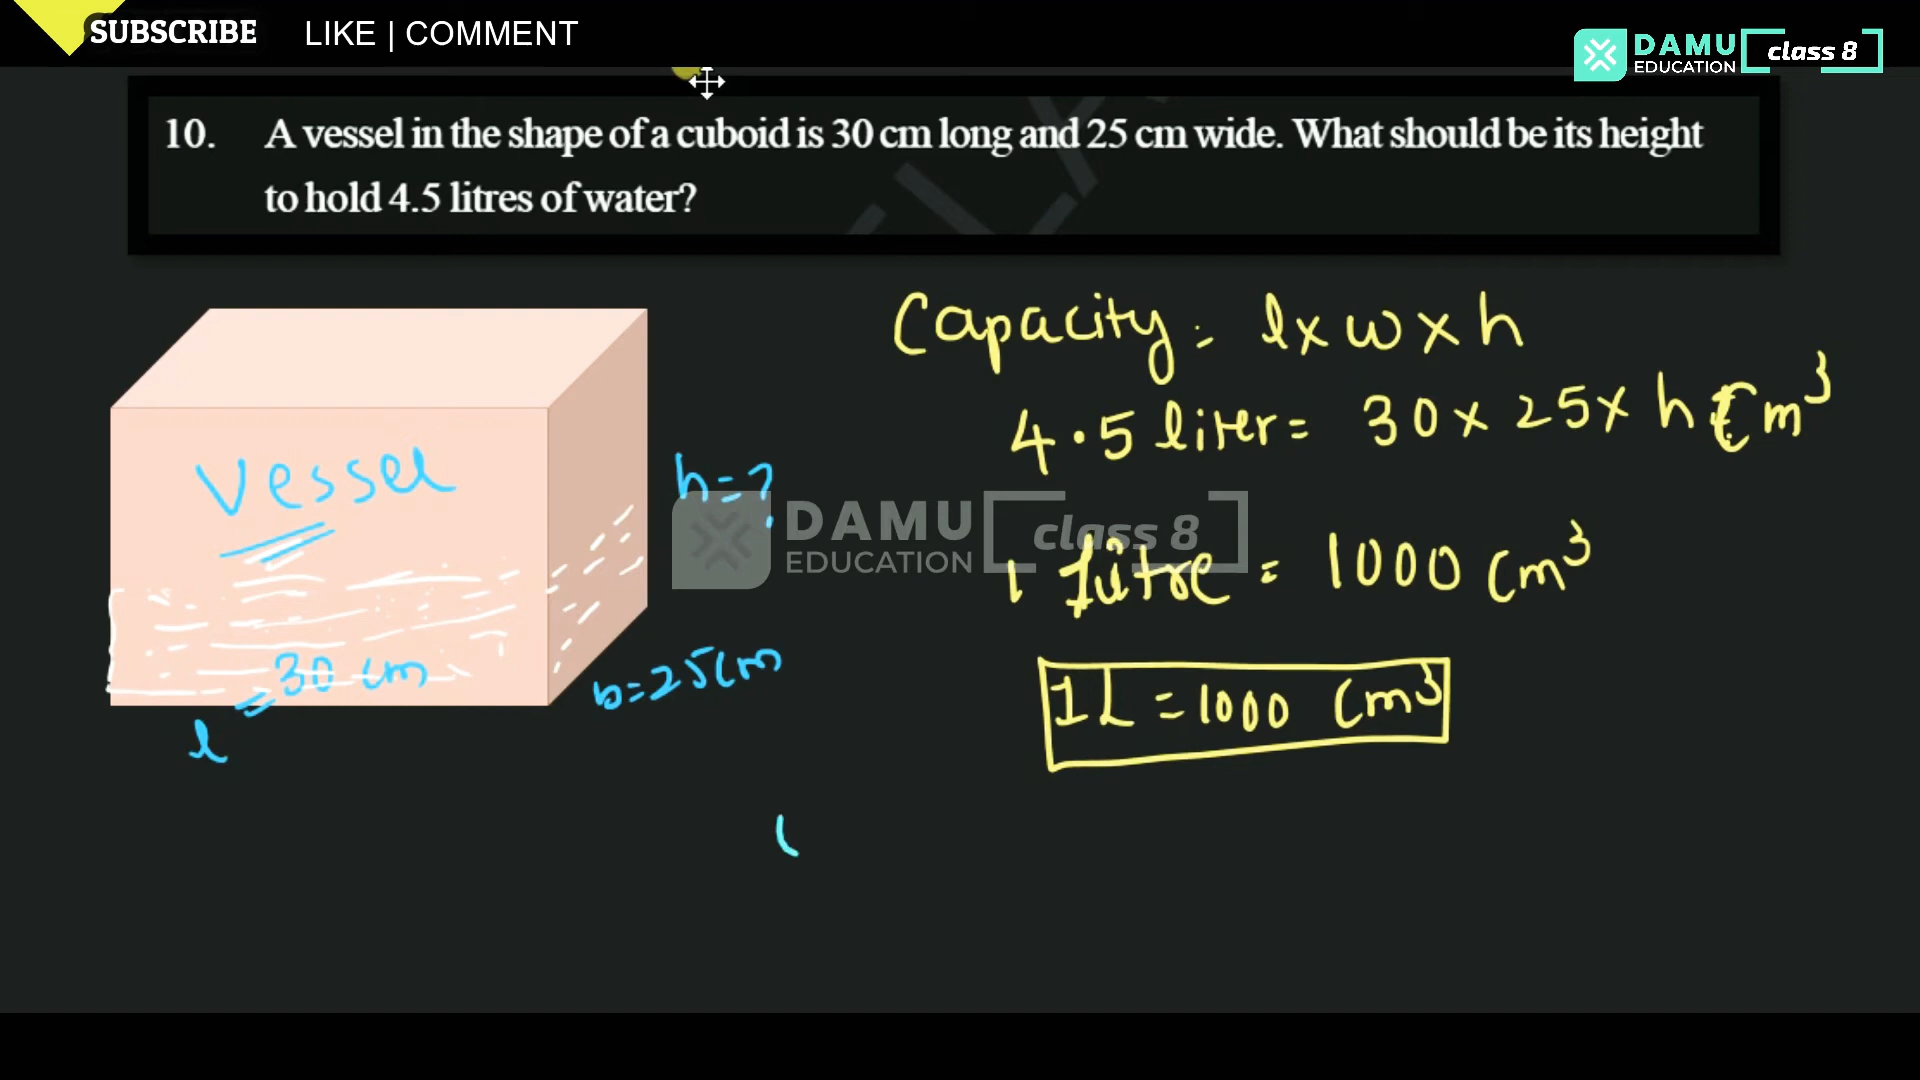 SUBSCRIBE LIKE | COMMENT
DAMU EDUCATION class 8
10. A vessel in the shape of a cuboid is 30 cm long and 25 cm wide. What should be its height
to hold 4.5 litres of water?
Capacity = l x w x h
4.5 liter = 30 x 25 x h cm³
Vessel
h = ?
DAMU EDUCATION class 8
1 litre = 1000 cm³
l = 30 cm
b = 25 cm
1L = 1000 cm³